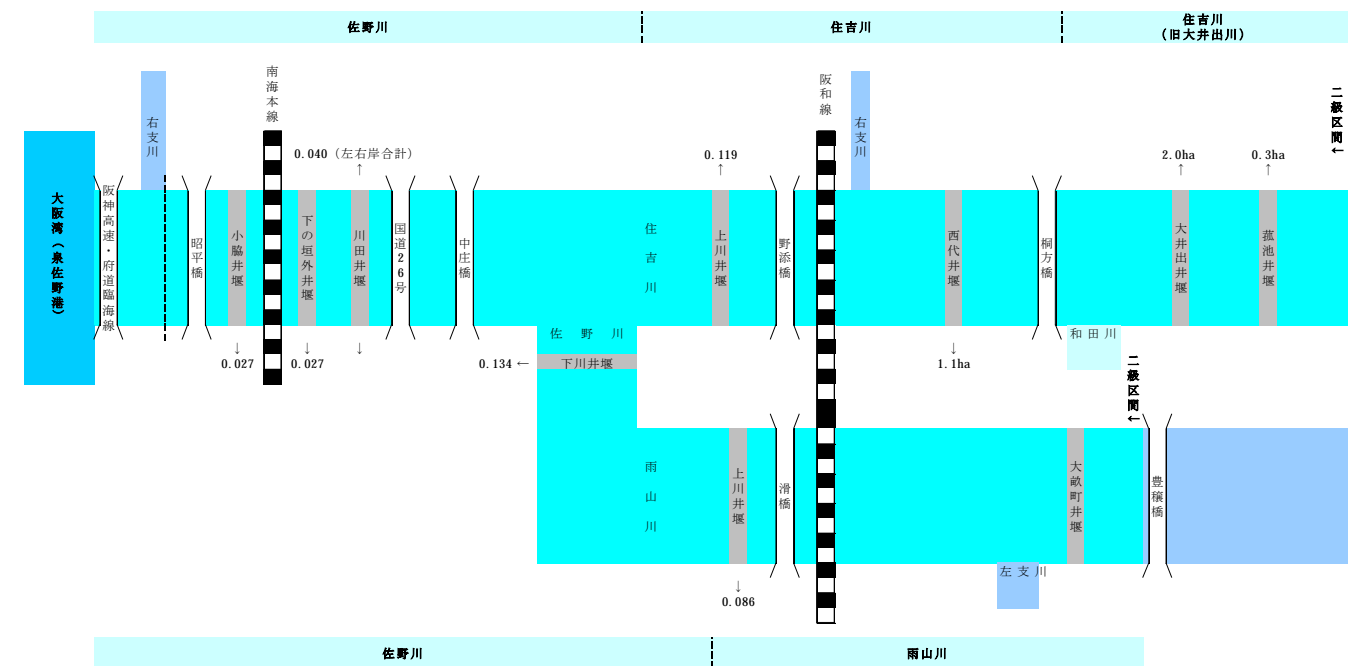 佐野川
住吉川
住吉川
(旧大井出川)
南海本線
阪和線
二級区間←
右支川
右支川
0.040 (左右岸合計)
↑
0.119
↑
2.0ha
↑
0.3ha
↑
大阪湾(泉佐野港)
阪神高速・府道臨海線
昭平橋
小脇井堰
下の垣外井堰
川田井堰
国道26号
中庄橋
住吉川
上川井堰
野添橋
西代井堰
桐方橋
大井出井堰
菰池井堰
↓
0.027
↓
0.027
↓
佐野川
0.134 ←
下川井堰
↓
1.1ha
和田川
二級区間←
雨山川
上川井堰
滑橋
大畝町井堰
豊穣橋
左支川
↓
0.086
佐野川
雨山川